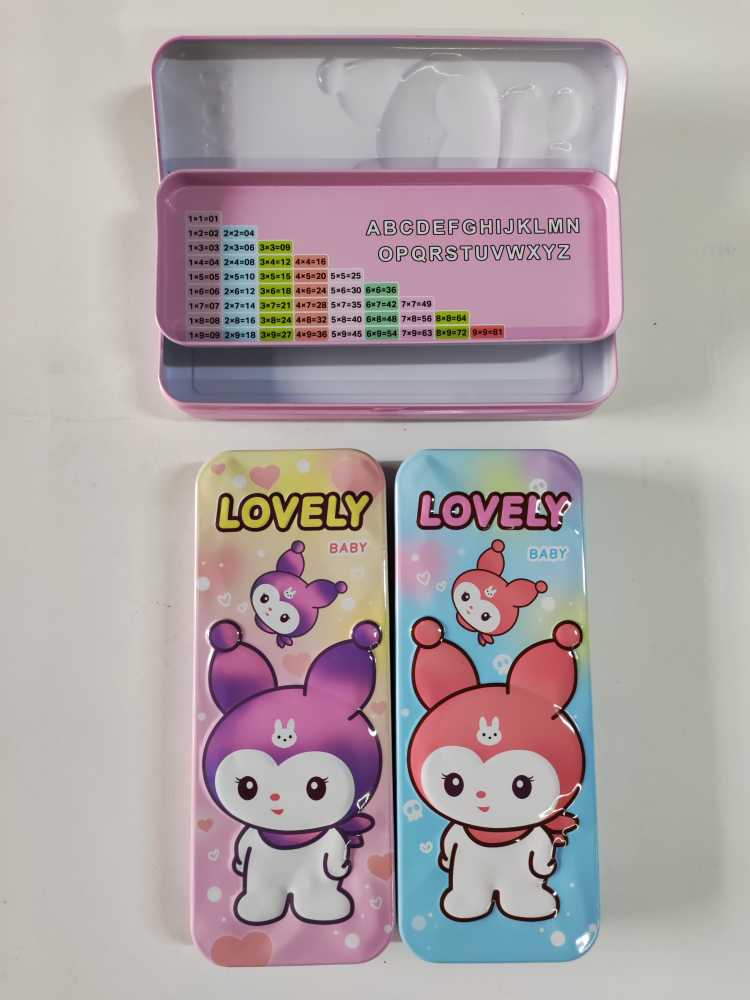 1×1=01
ABCDEFGHIJKLMN
1×2=02 2×2=04
OPQRSTUVWXYZ
1×3=03 2×3=06 3×3=09
1×4=04 2×4=08 3×4=12 4×4=16
1×5=05 2×5=10 3×5=15 4×5=20 5×5=25
1×6=06 2×6=12 3×6=18 4×6=24 5×6=30 6×6=36
1×7=07 2×7=14 3×7=21 4×7=28 5×7=35 6×7=42 7×7=49
1×8=08 2×8=16 3×8=24 4×8=32 5×8=40 6×8=48 7×8=56 8×8=64
1×9=09 2×9=18 3×9=27 4×9=36 5×9=45 6×9=54 7×9=63 8×9=72 9×9=81
LOVELY
BABY
LOVELY
BABY